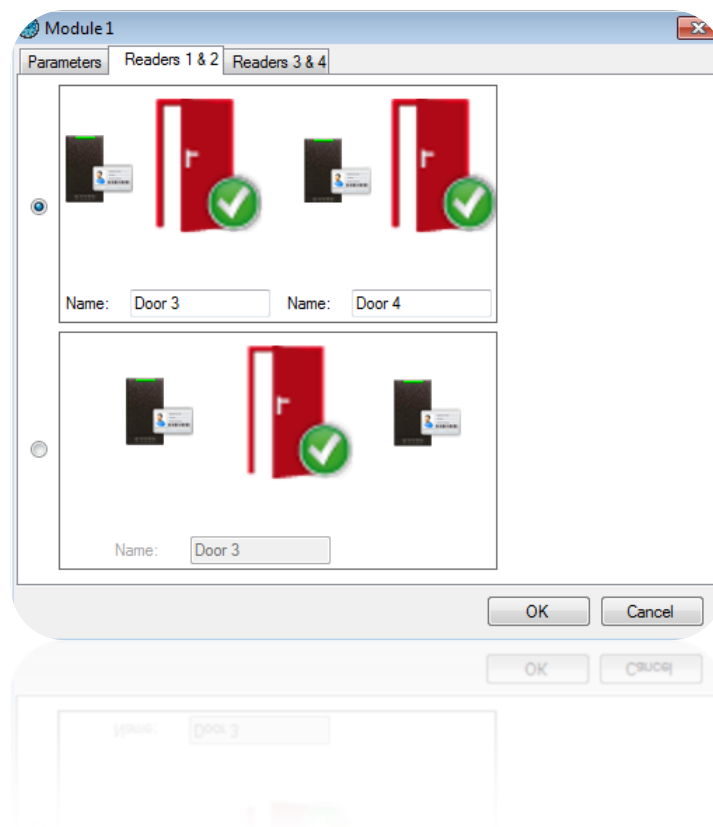 Module 1
Parameters Readers 1 & 2 Readers 3 & 4
Name: Door 3 Name: Door 4
Name: Door 3
OK Cancel